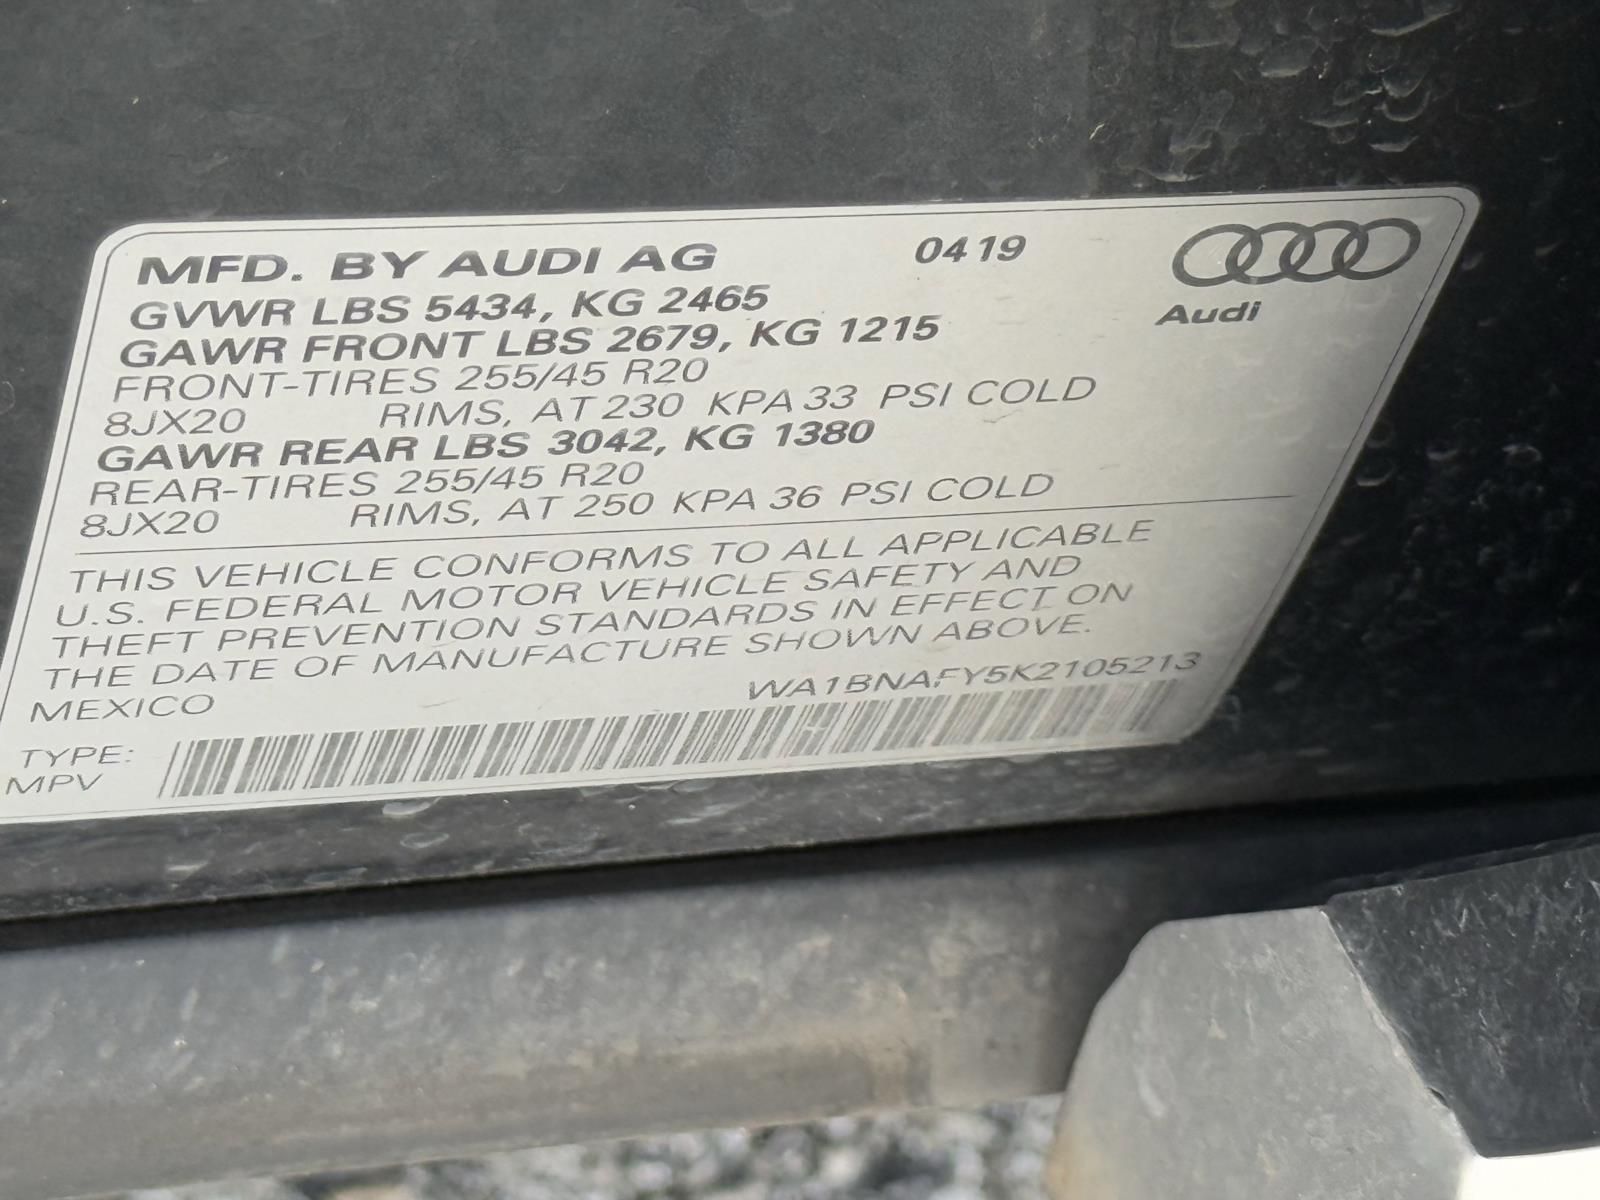 MFD. BY AUDI AG 0419
Audi
GVWR LBS 5434, KG 2465
GAWR FRONT LBS 2679, KG 1215
FRONT-TIRES 255/45 R20
8JX20 RIMS, AT 230 KPA 33 PSI COLD
GAWR REAR LBS 3042, KG 1380
REAR-TIRES 255/45 R20
8JX20 RIMS, AT 250 KPA 36 PSI COLD
THIS VEHICLE CONFORMS TO ALL APPLICABLE
U.S. FEDERAL MOTOR VEHICLE SAFETY AND
THEFT PREVENTION STANDARDS IN EFFECT ON
THE DATE OF MANUFACTURE SHOWN ABOVE.
MEXICO WA1BNAFY5K2105213
TYPE:
MPV